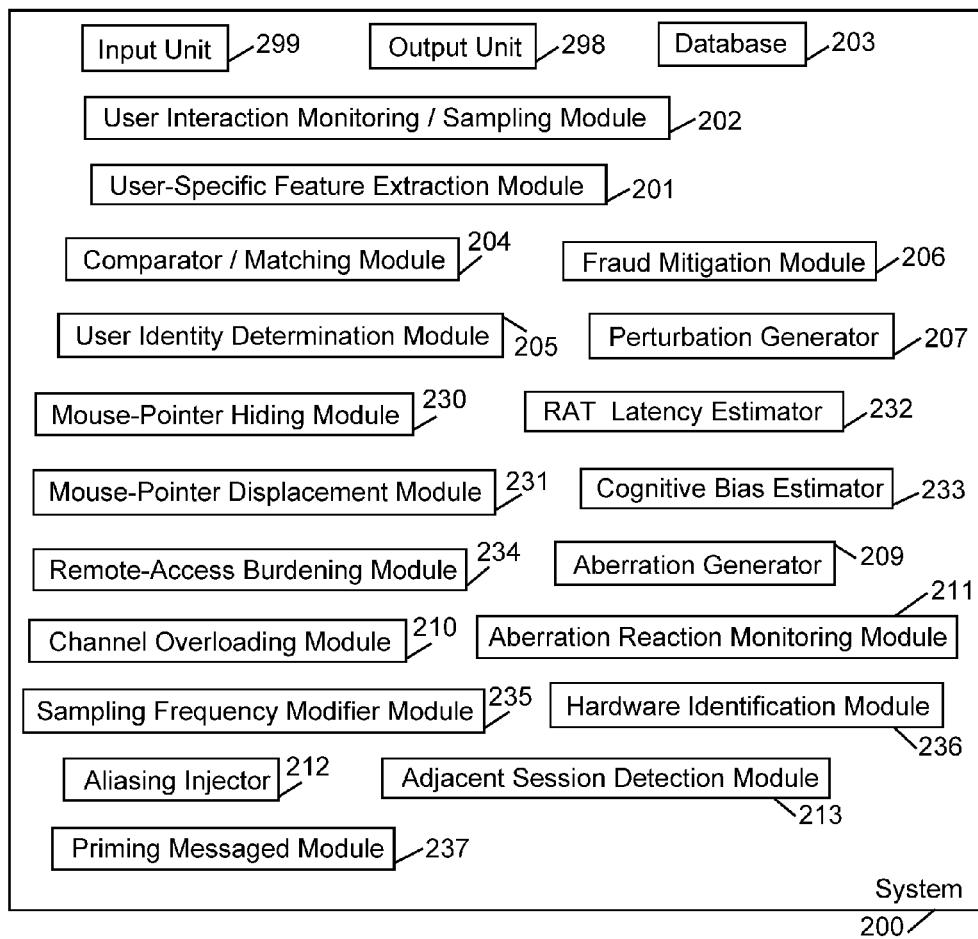 Input Unit 299 Output Unit 298 Database 203
User Interaction Monitoring / Sampling Module 202
User-Specific Feature Extraction Module 201
Comparator / Matching Module 204 Fraud Mitigation Module 206
User Identity Determination Module 205 Perturbation Generator 207
Mouse-Pointer Hiding Module 230 RAT Latency Estimator 232
Mouse-Pointer Displacement Module 231 Cognitive Bias Estimator 233
Remote-Access Burdening Module 234 Aberration Generator 209
Channel Overloading Module 210 Aberration Reaction Monitoring Module 211
Sampling Frequency Modifier Module 235 Hardware Identification Module 236
Aliasing Injector 212 Adjacent Session Detection Module 213
Priming Messaged Module 237
System
200